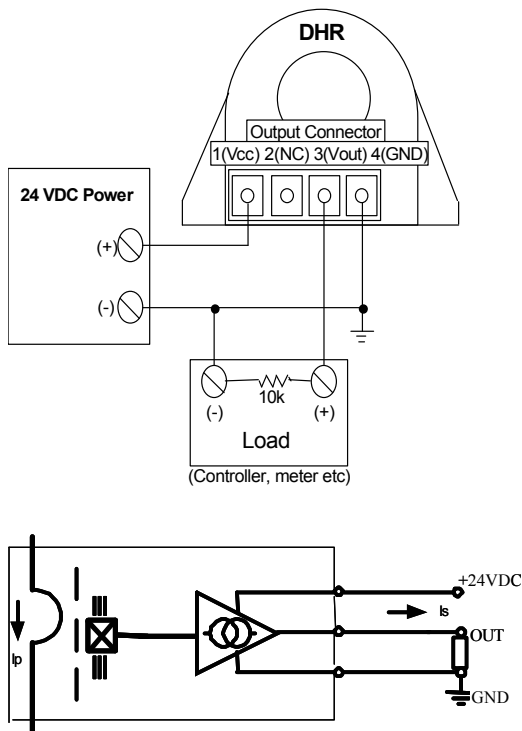 DHR
Output Connector
1(Vcc) 2(NC) 3(Vout) 4(GND)
24 VDC Power
(+)
(-)
10k
(-)
(+)
Load
(Controller, meter etc)
+24VDC
Is
OUT
Ip
GND